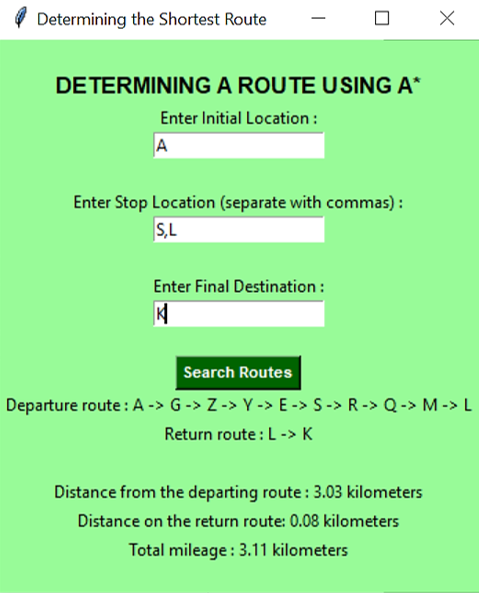 Determining the Shortest Route
DETERMINING A ROUTE USING A*
Enter Initial Location :
A
Enter Stop Location (separate with commas) :
S,L
Enter Final Destination :
K
Search Routes
Departure route : A -> G -> Z -> Y -> E -> S -> R -> Q -> M -> L
Return route : L -> K
Distance from the departing route : 3.03 kilometers
Distance on the return route: 0.08 kilometers
Total mileage : 3.11 kilometers